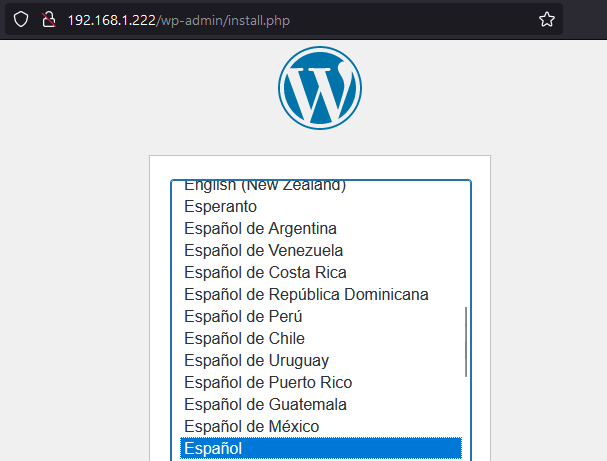 192.168.1.222/wp-admin/install.php
English (New Zealand)
Esperanto
Español de Argentina
Español de Venezuela
Español de Costa Rica
Español de República Dominicana
Español de Perú
Español de Chile
Español de Uruguay
Español de Puerto Rico
Español de Guatemala
Español de México
Español